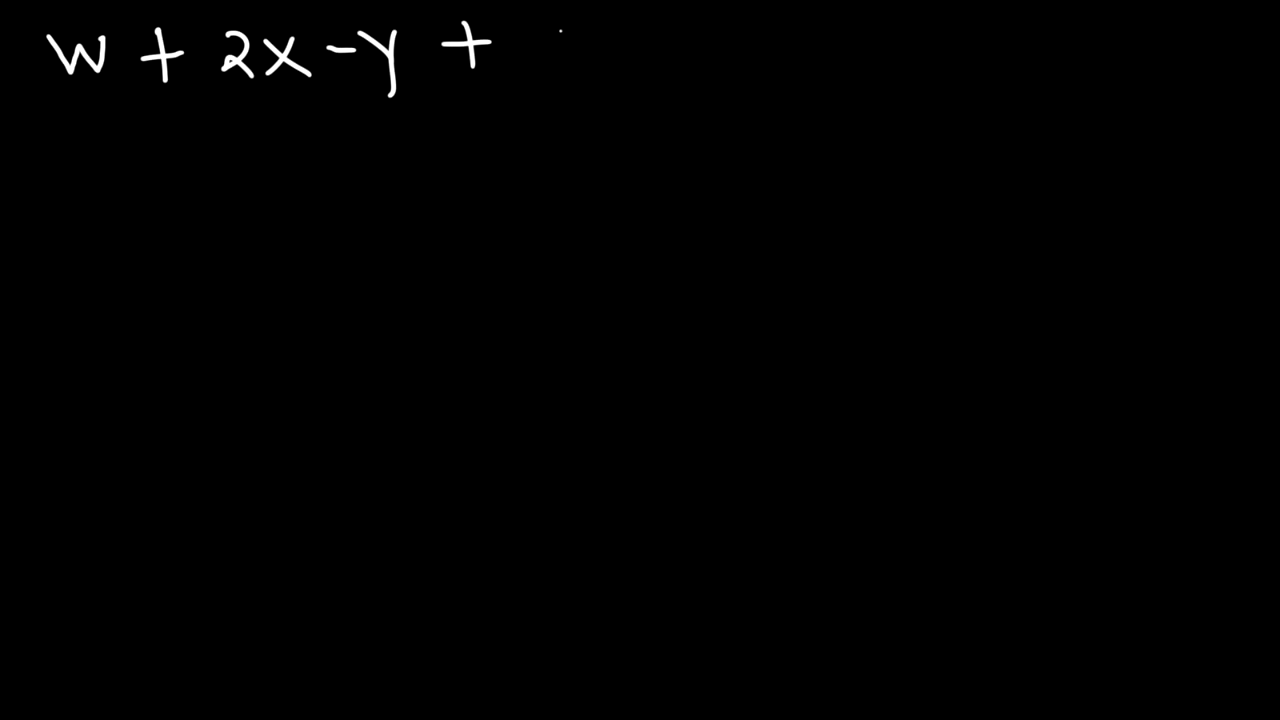 w + 2x - y +